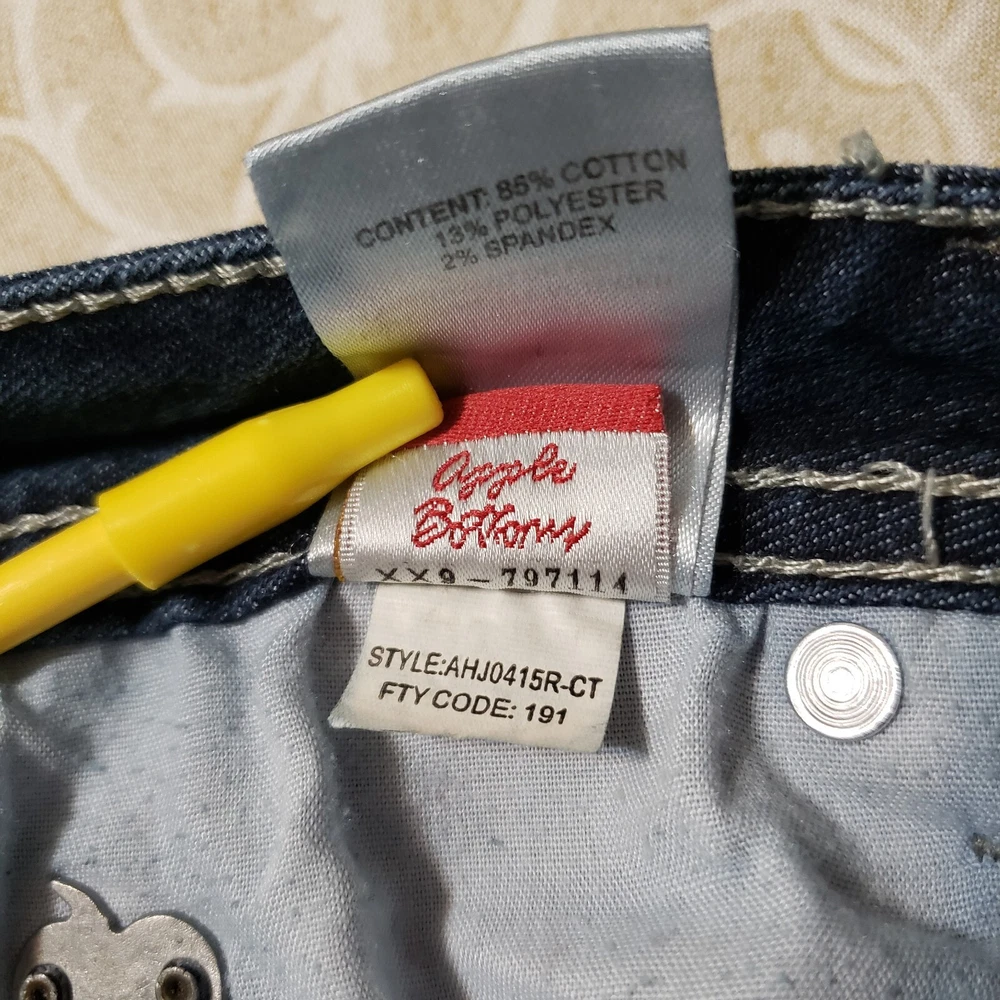 CONTENT: 85% COTTON
13% POLYESTER
2% SPANDEX
Apple
Bottoms
XX9-797114
STYLE:AHJ0415R-CT
FTY CODE: 191